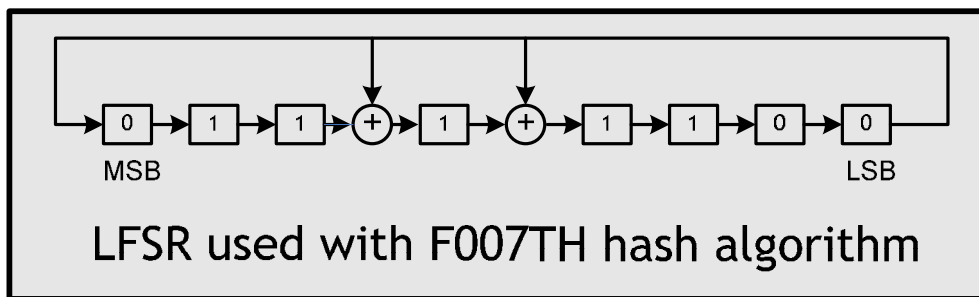 0 1 1 + 1 + 1 1 0 0
MSB LSB
LFSR used with F007TH hash algorithm